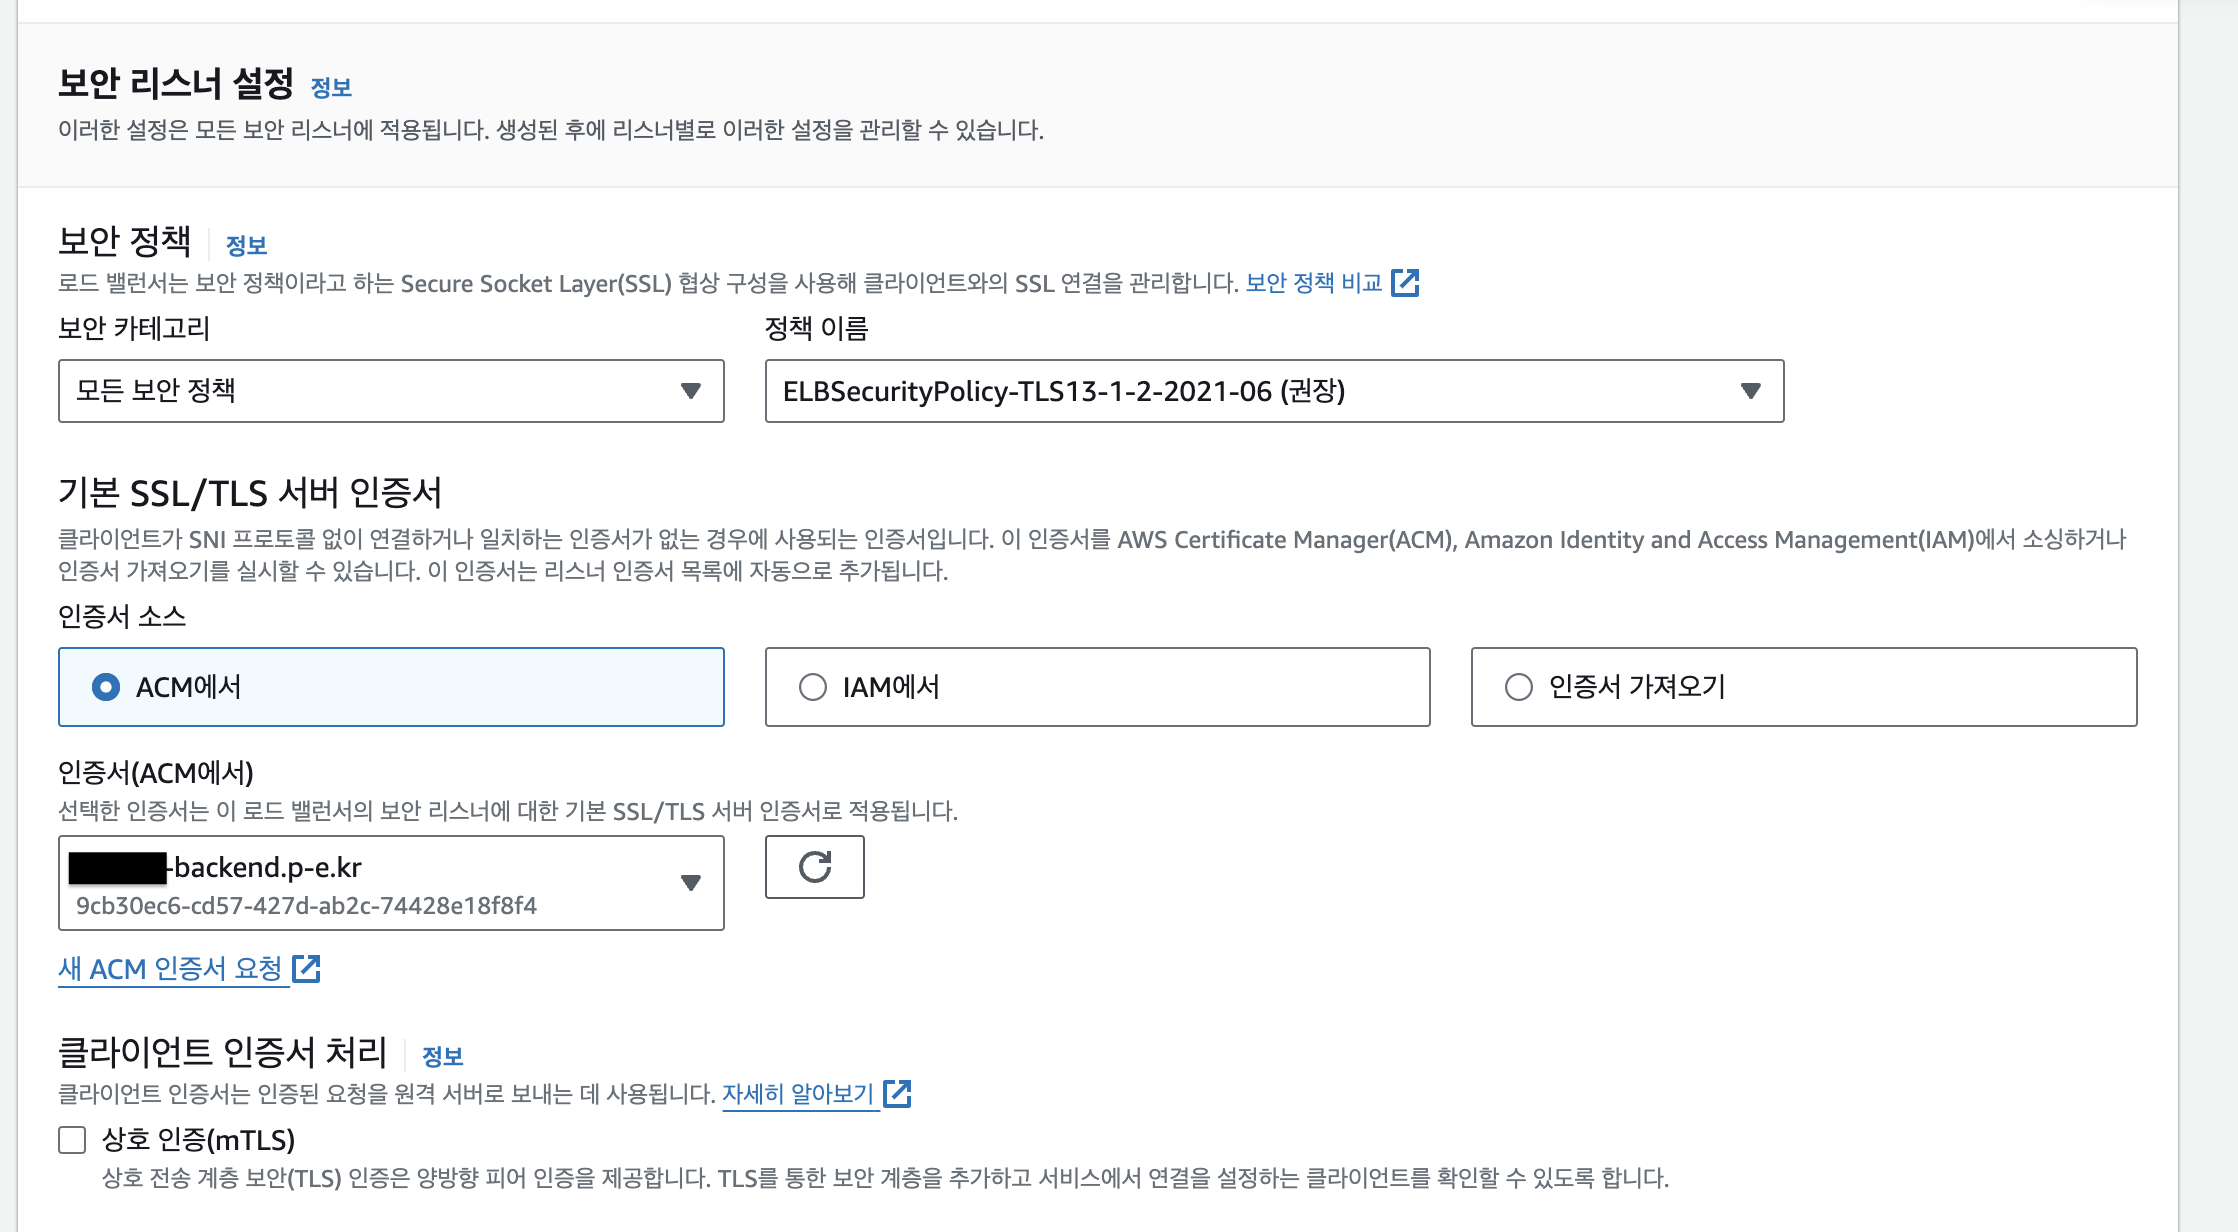 보안 리스너 설정 정보
이러한 설정은 모든 보안 리스너에 적용됩니다. 생성된 후에 리스너별로 이러한 설정을 관리할 수 있습니다.
보안 정책 정보
로드 밸런서는 보안 정책이라고 하는 Secure Socket Layer(SSL) 협상 구성을 사용해 클라이언트와의 SSL 연결을 관리합니다. 보안 정책 비교
보안 카테고리 정책 이름
모든 보안 정책 ELBSecurityPolicy-TLS13-1-2-2021-06 (권장)
기본 SSL/TLS 서버 인증서
클라이언트가 SNI 프로토콜 없이 연결하거나 일치하는 인증서가 없는 경우에 사용되는 인증서입니다. 이 인증서를 AWS Certificate Manager(ACM), Amazon Identity and Access Management(IAM)에서 소싱하거나
인증서 가져오기를 실시할 수 있습니다. 이 인증서는 리스너 인증서 목록에 자동으로 추가됩니다.
인증서 소스
ACM에서 IAM에서 인증서 가져오기
인증서(ACM에서)
선택한 인증서는 이 로드 밸런서의 보안 리스너에 대한 기본 SSL/TLS 서버 인증서로 적용됩니다.
-backend.p-e.kr
9cb30ec6-cd57-427d-ab2c-74428e18f8f4
새 ACM 인증서 요청
클라이언트 인증서 처리 정보
클라이언트 인증서는 인증된 요청을 원격 서버로 보내는 데 사용됩니다. 자세히 알아보기
상호 인증(mTLS)
상호 전송 계층 보안(TLS) 인증은 양방향 피어 인증을 제공합니다. TLS를 통한 보안 계층을 추가하고 서비스에서 연결을 설정하는 클라이언트를 확인할 수 있도록 합니다.